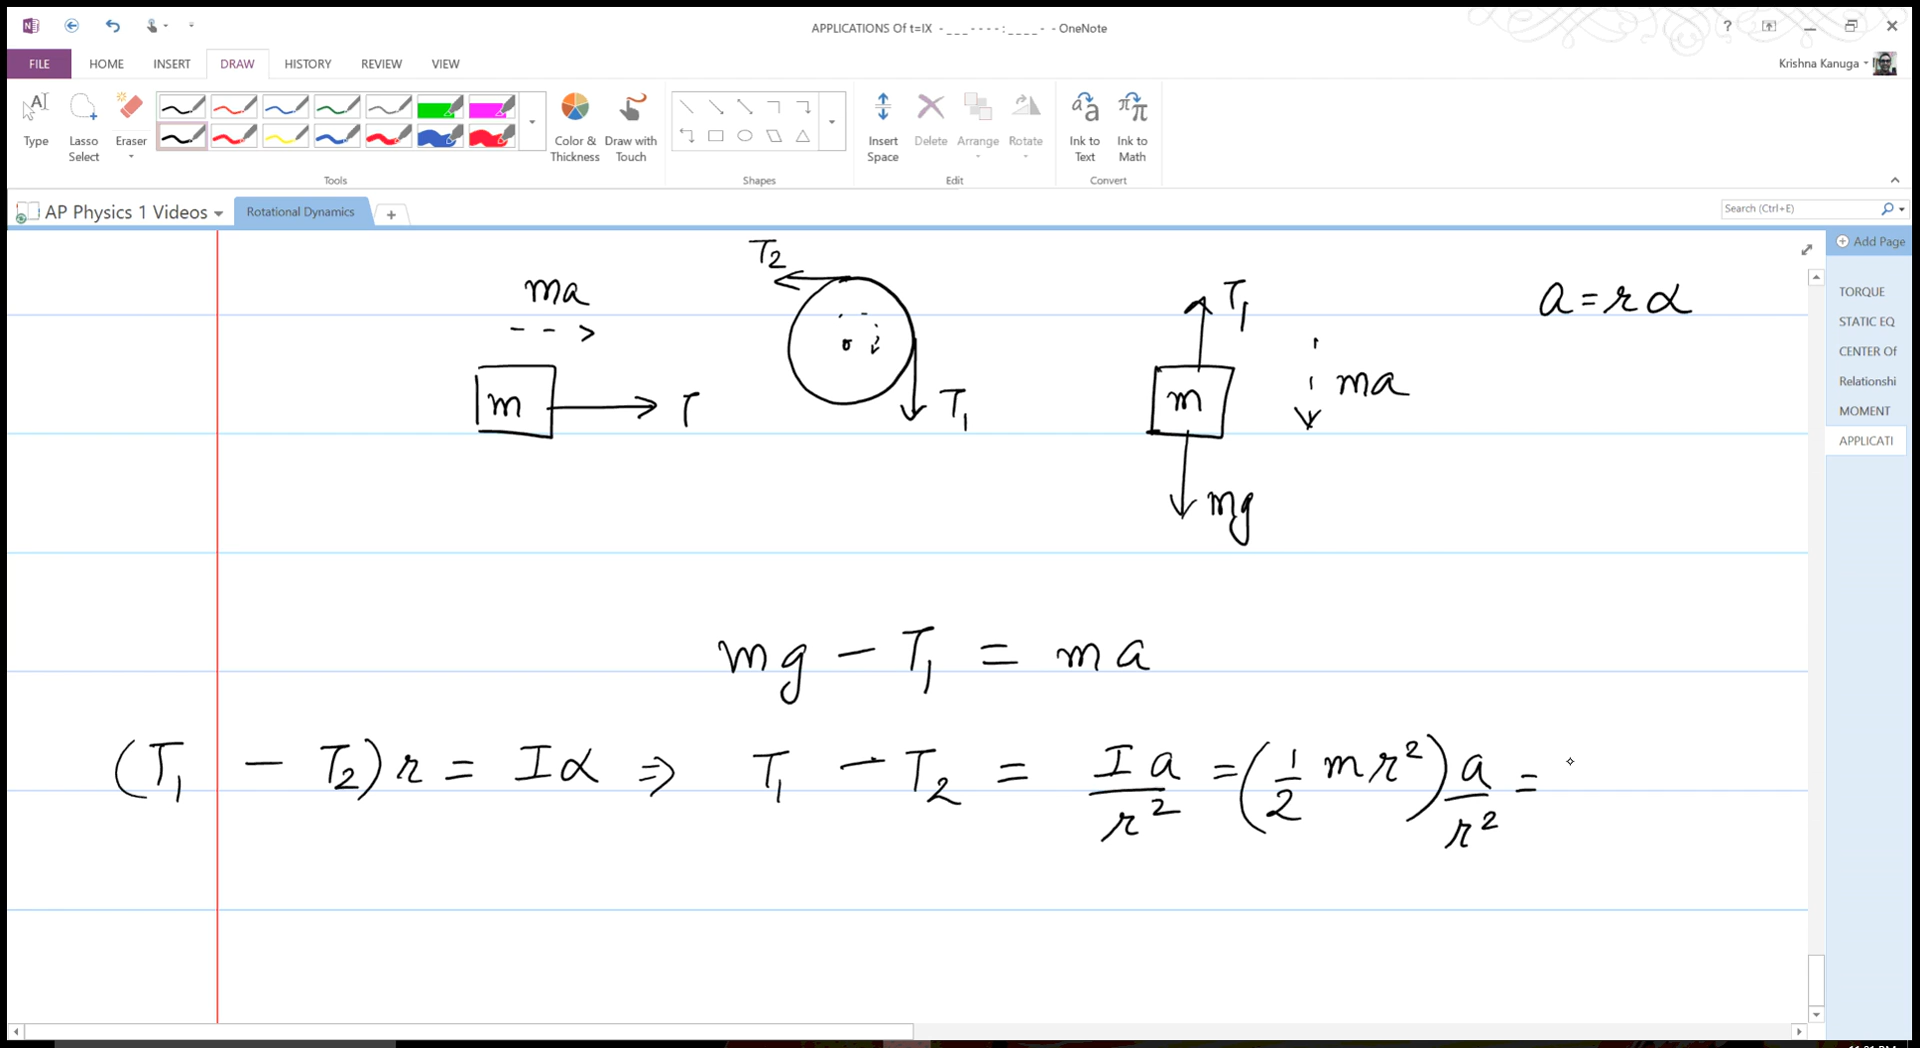 APPLICATIONS Of t=IX - _ _ _ - - - - : _ _ _ _ - - OneNote
?
Krishna Kanuga
FILE HOME INSERT DRAW HISTORY REVIEW VIEW
Type
Lasso
Select
Eraser
Color &
Thickness
Draw with
Touch
Insert
Space
Delete
Arrange
Rotate
Ink to
Text
Ink to
Math
Tools Shapes Edit Convert
AP Physics 1 Videos Rotational Dynamics +
Search (Ctrl+E)
Add Page
TORQUE
STATIC EQ
CENTER Of
Relationshi
MOMENT
APPLICATI
T₂
ma
T₁
a = rα
m T
T₁
m
ma
mg
mg − T₁ = ma
(T₁ − T₂)r = Iα ⇒ T₁ − T₂ = Ia/r² = (1/2 mr²) a/r² =